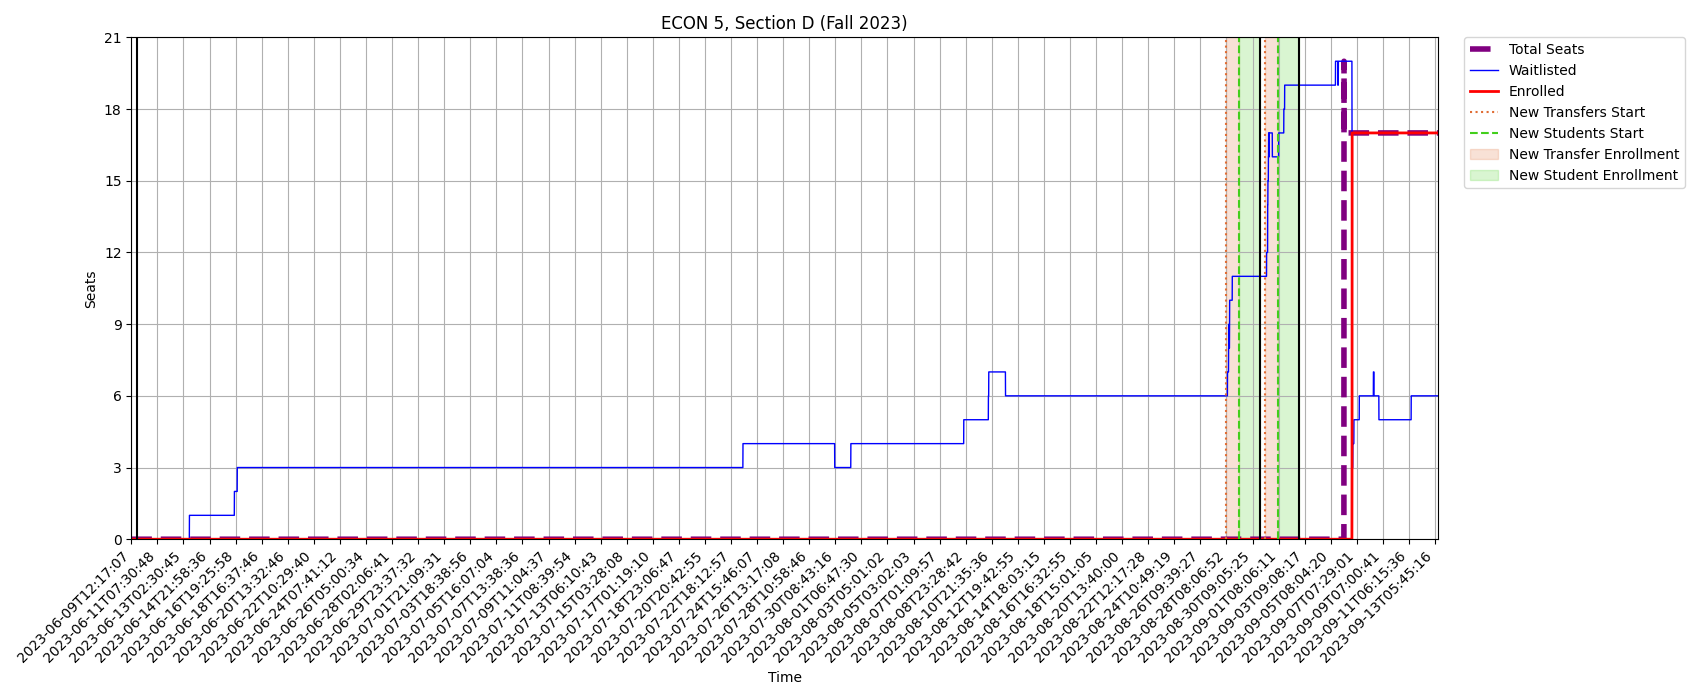 ECON 5, Section D (Fall 2023)
21
18
15
12
9
6
3
0
Seats
Total Seats
Waitlisted
Enrolled
New Transfers Start
New Students Start
New Transfer Enrollment
New Student Enrollment
2023-06-09T12:17:07
2023-06-11T07:30:48
2023-06-13T02:30:45
2023-06-14T21:58:36
2023-06-16T19:25:58
2023-06-18T16:37:46
2023-06-20T13:32:46
2023-06-22T10:29:40
2023-06-24T07:41:12
2023-06-26T05:00:34
2023-06-28T02:06:41
2023-06-29T23:37:32
2023-07-01T21:09:31
2023-07-03T18:38:56
2023-07-05T16:07:04
2023-07-07T13:38:36
2023-07-09T11:04:37
2023-07-11T08:39:54
2023-07-13T06:10:43
2023-07-15T03:28:08
2023-07-17T01:19:10
2023-07-18T23:06:47
2023-07-20T20:42:55
2023-07-22T18:12:57
2023-07-24T15:46:07
2023-07-26T13:17:08
2023-07-28T10:58:46
2023-07-30T08:43:16
2023-08-01T06:47:30
2023-08-03T05:01:02
2023-08-05T03:02:03
2023-08-07T01:09:57
2023-08-08T23:28:42
2023-08-10T21:35:36
2023-08-12T19:42:55
2023-08-14T18:03:15
2023-08-16T16:32:55
2023-08-18T15:01:05
2023-08-20T13:40:00
2023-08-22T12:17:28
2023-08-24T10:49:19
2023-08-26T09:39:27
2023-08-28T08:06:52
2023-08-30T09:05:25
2023-09-01T08:06:11
2023-09-03T09:08:17
2023-09-05T08:04:20
2023-09-07T07:29:01
2023-09-09T07:00:41
2023-09-11T06:15:36
2023-09-13T05:45:16
Time